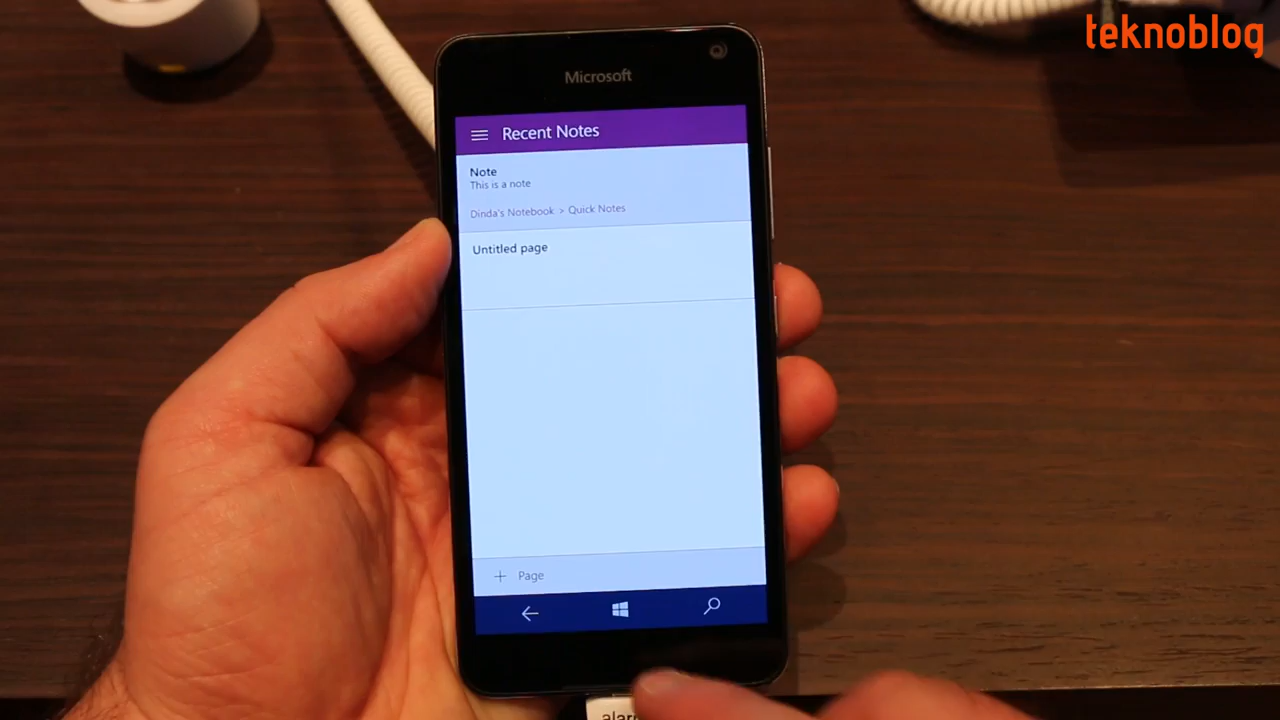 teknoblog
Microsoft
Recent Notes
Note
This is a note
Dinda's Notebook > Quick Notes
Untitled page
+ Page